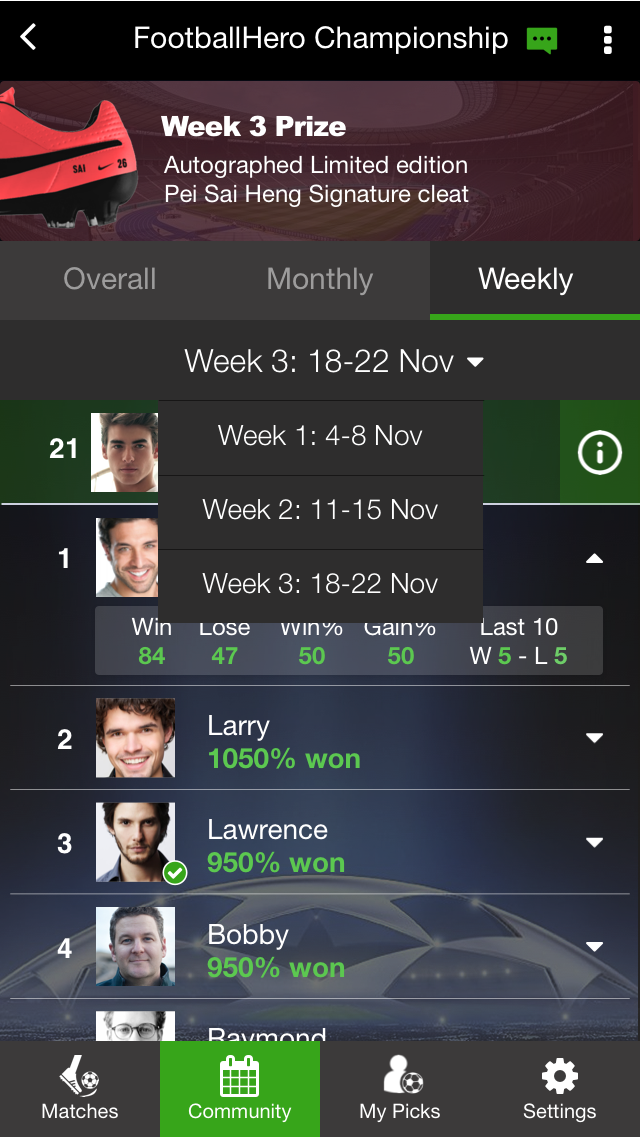 FootballHero Championship
Week 3 Prize
Autographed Limited edition
Pei Sai Heng Signature cleat
SAI
26
Overall Monthly Weekly
Week 3: 18-22 Nov
21
Week 1: 4-8 Nov
Week 2: 11-15 Nov
1
Week 3: 18-22 Nov
Win Lose Win% Gain% Last 10
84 47 50 50 W 5 - L 5
2
Larry
1050% won
3
Lawrence
950% won
4
Bobby
950% won
Raymond
Matches Community My Picks Settings